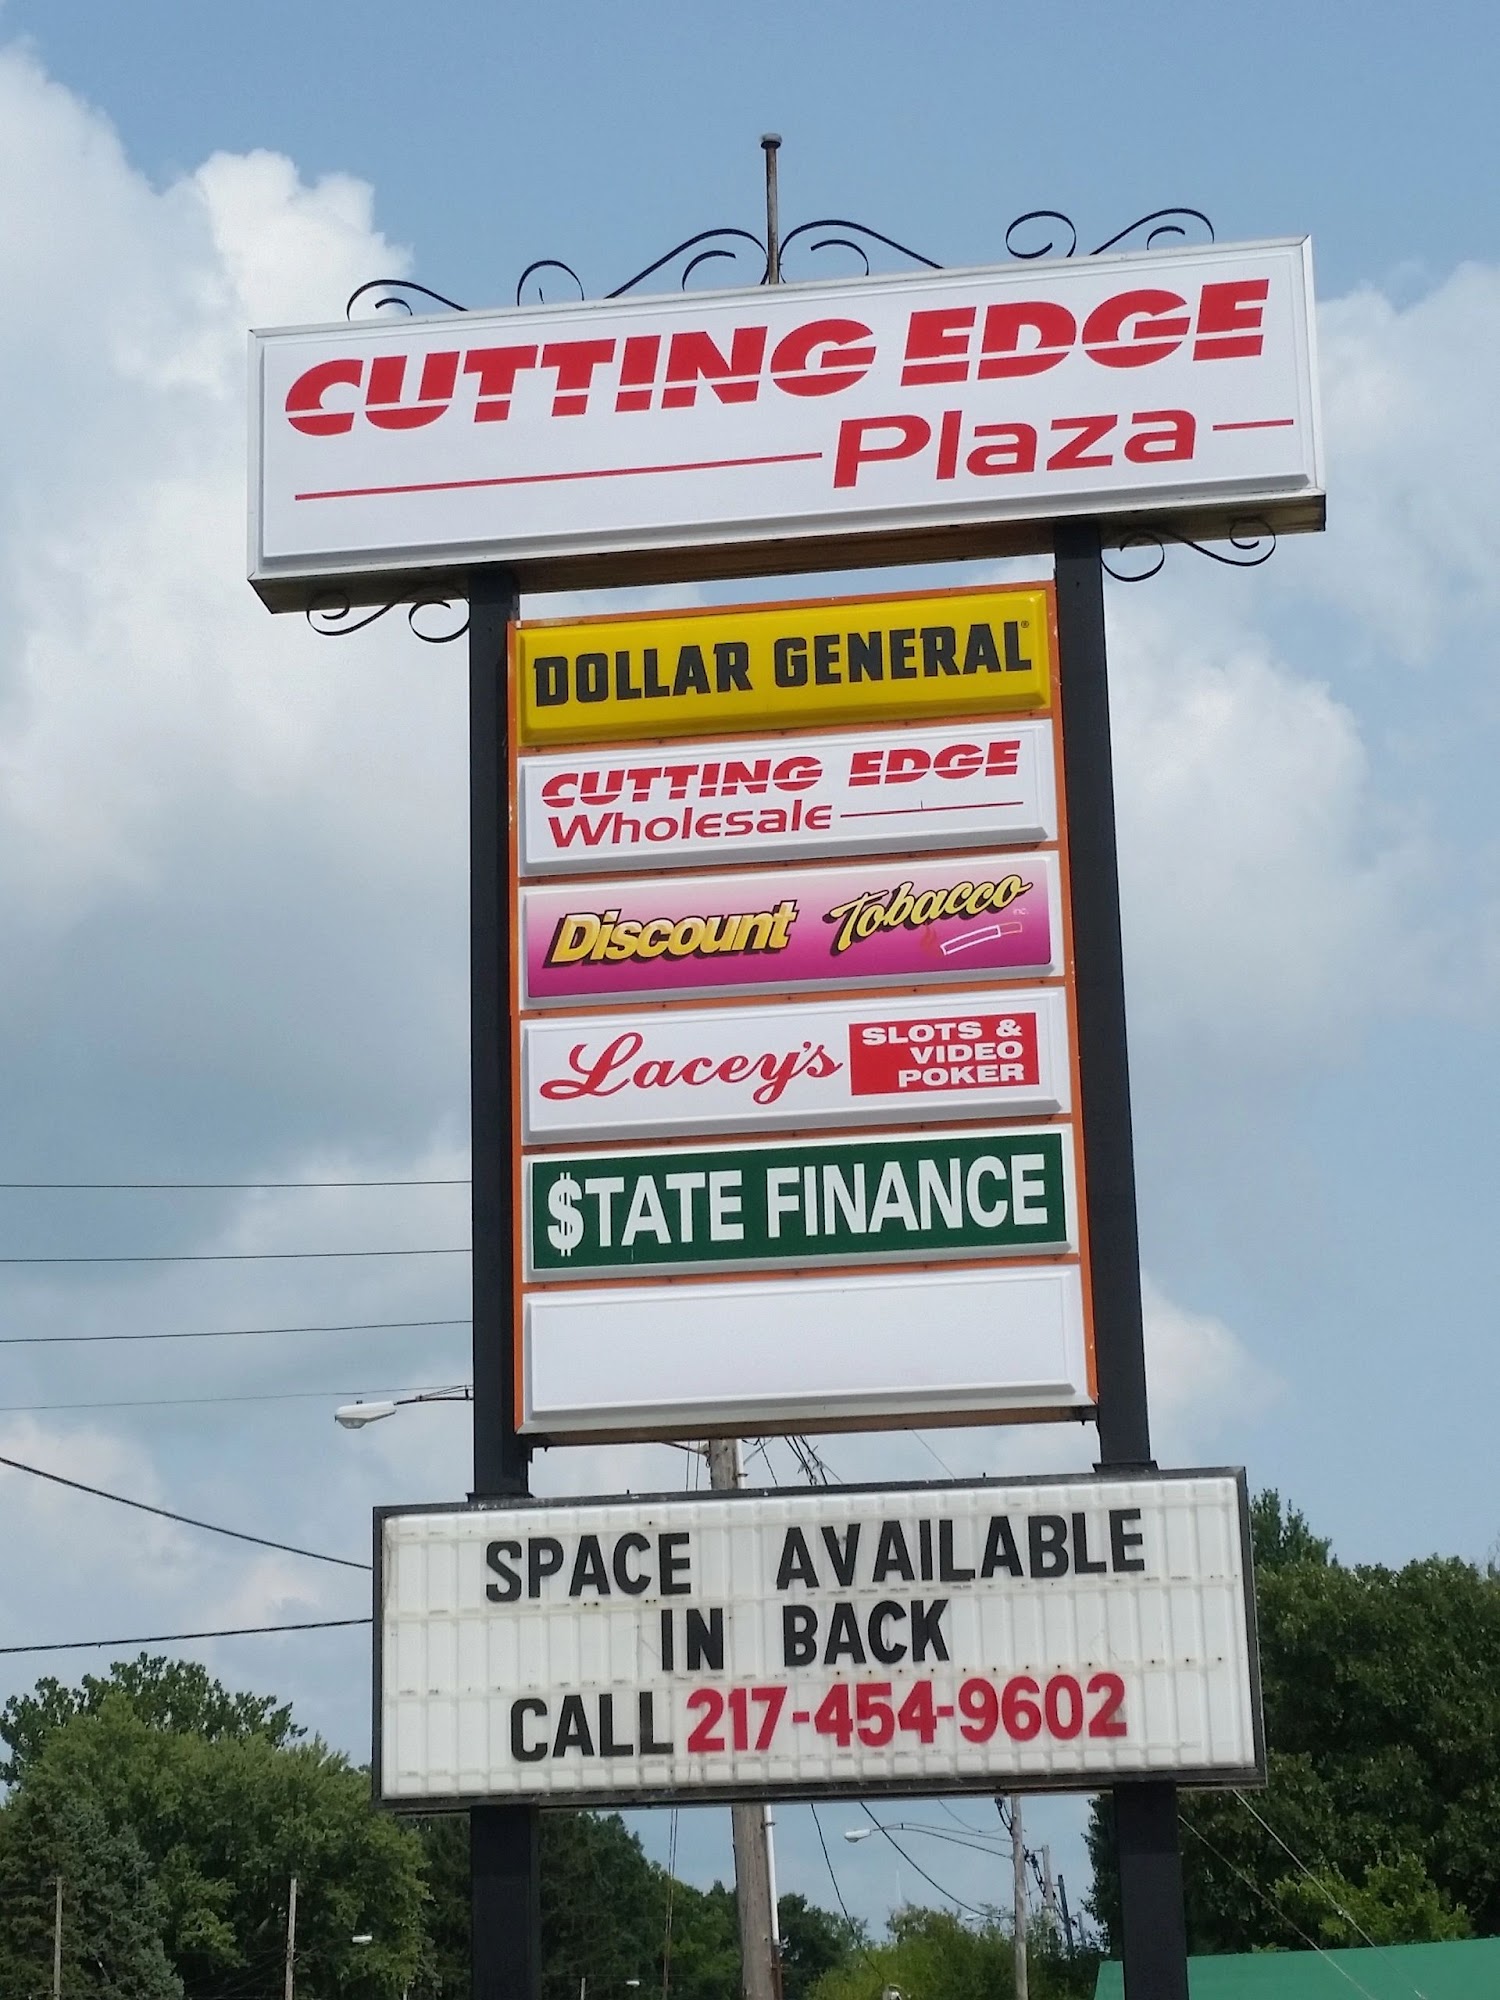 CUTTING EDGE
Plaza
DOLLAR GENERAL®
CUTTING EDGE
Wholesale
Discount Tobacco inc.
Lacey's SLOTS &
VIDEO
POKER
$TATE FINANCE
SPACE AVAILABLE
IN BACK
CALL 217-454-9602